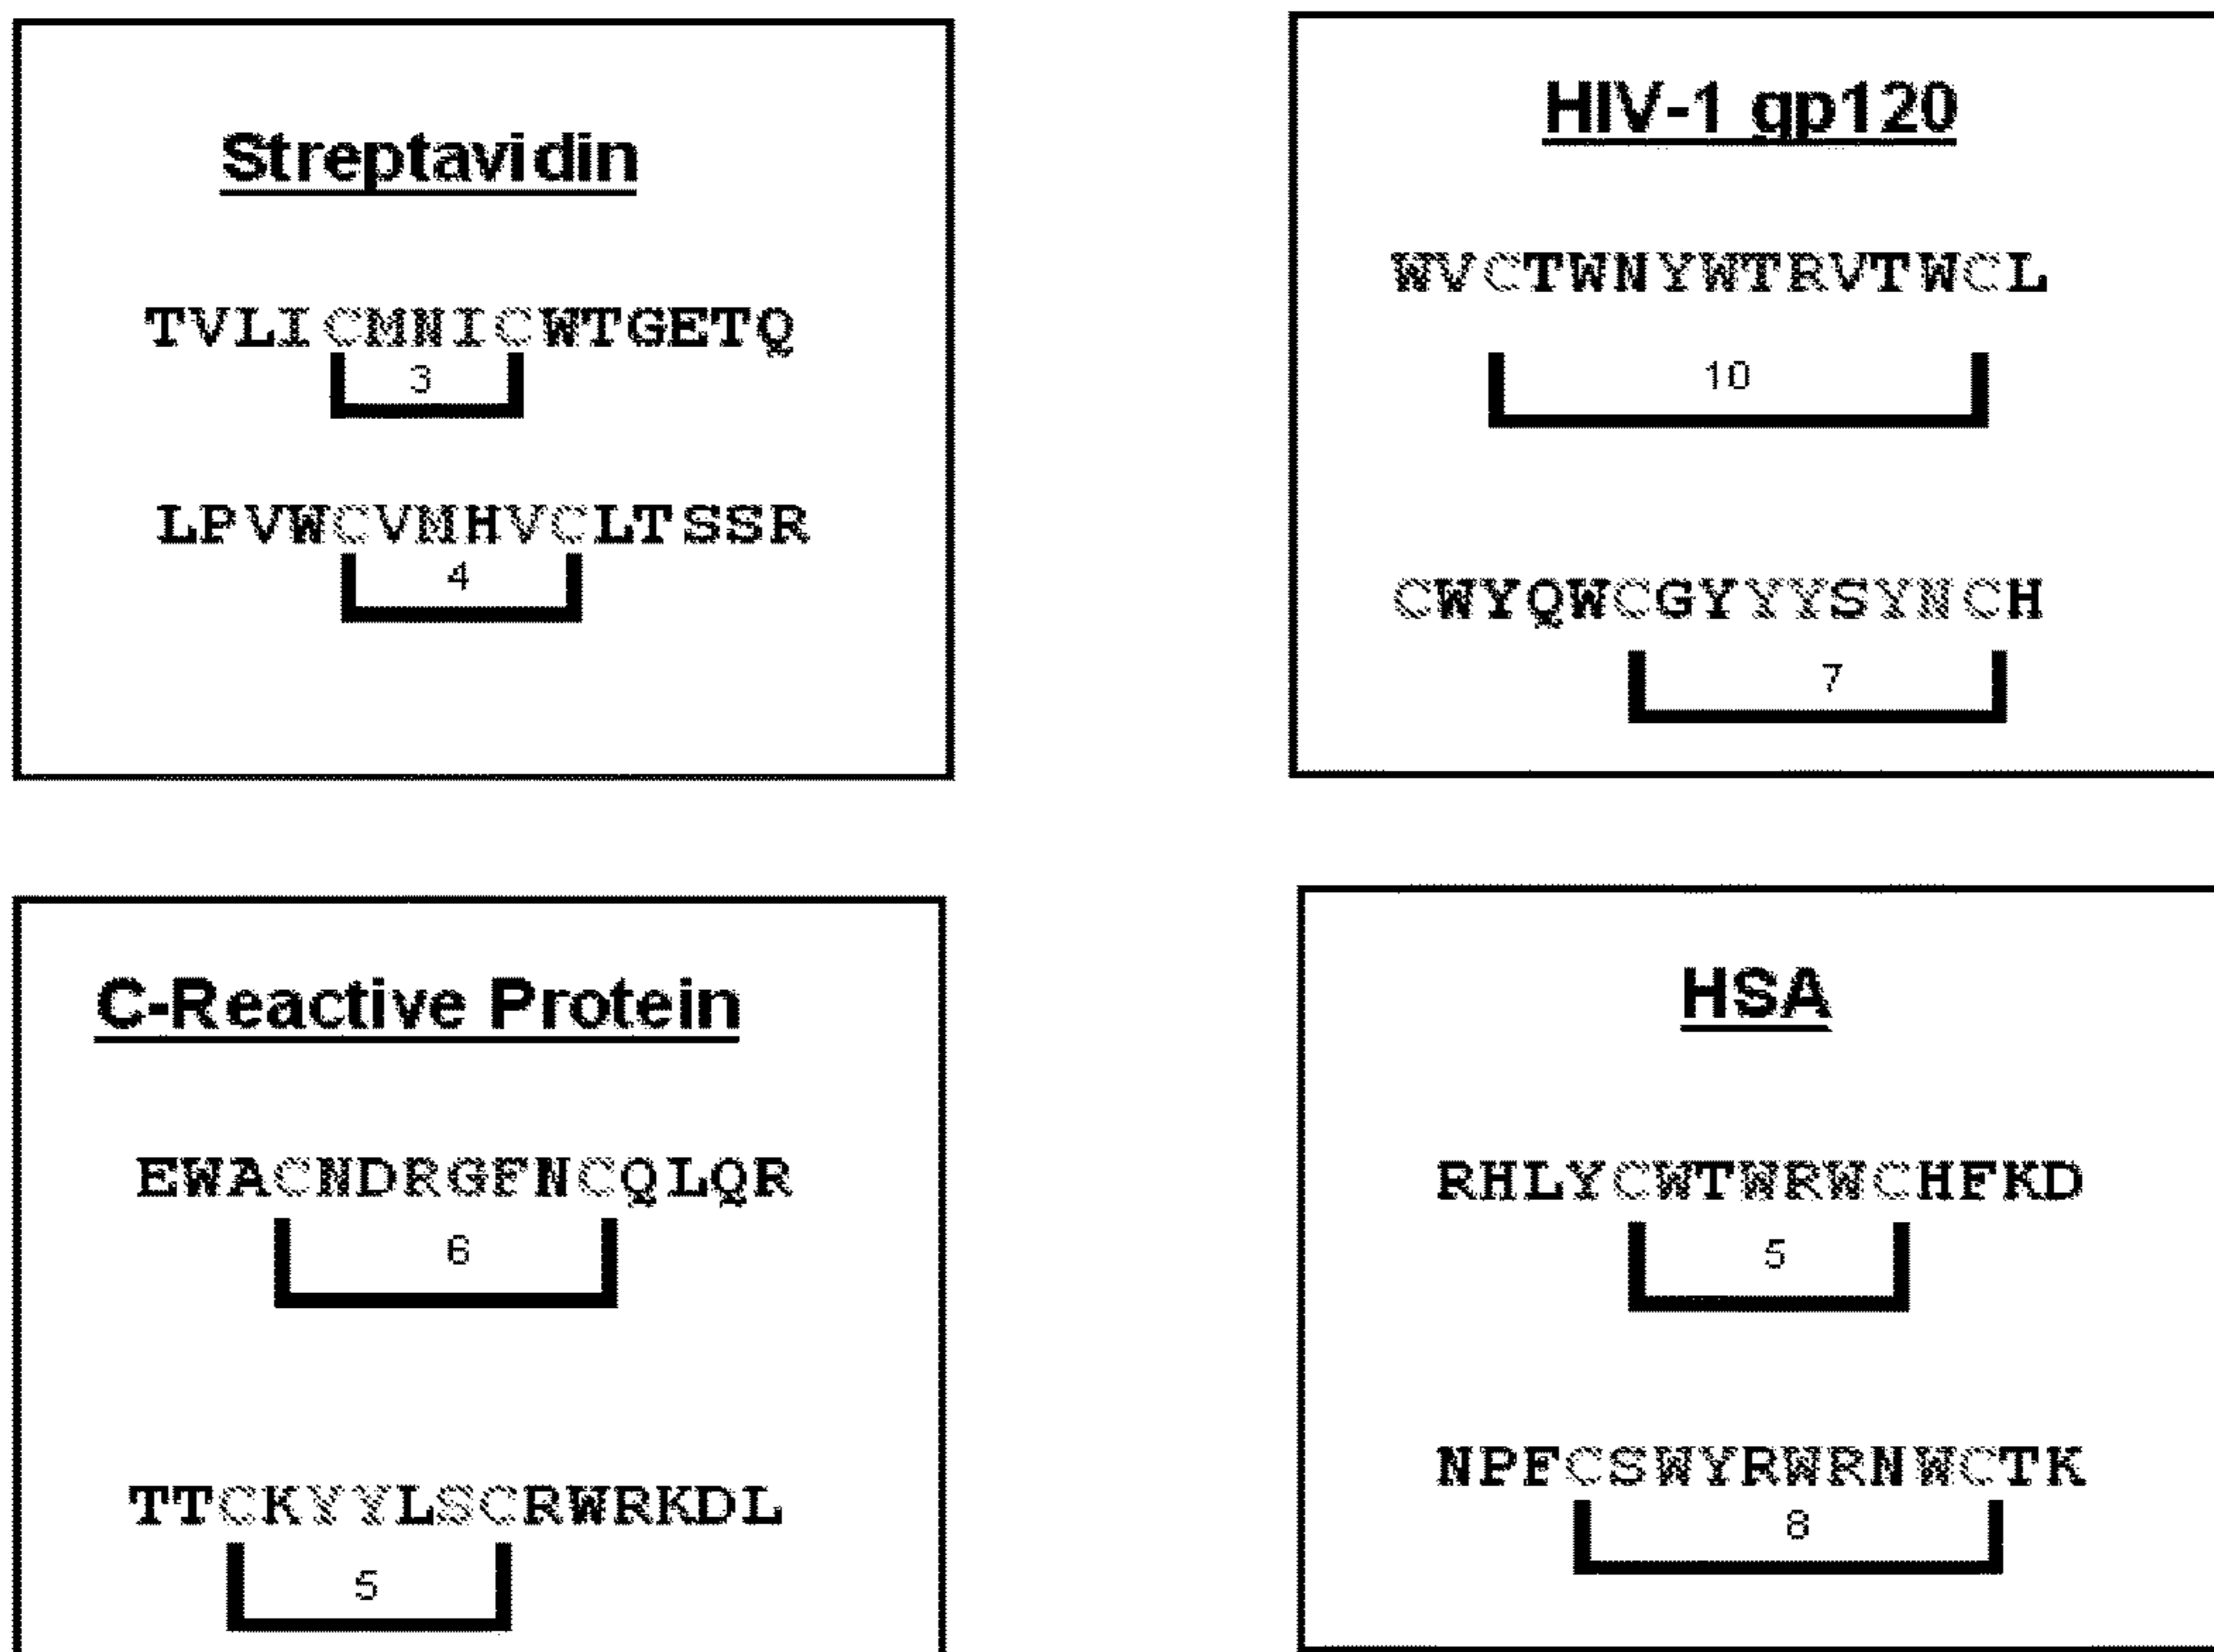 Streptavidin
TVLICMNICWTGETQ
3
LPVWCVMHVCLTSSR
4
HIV-1 gp120
WVCTWNYWTRVTWCL
10
CWYQWCGYYYSYNCH
7
C-Reactive Protein
EWACNDRGFNCQLQR
6
TTCKYYLSCRWRKDL
5
HSA
RHLYCWTWRWCHFKD
5
NPFCSWYRWRNWCTK
8